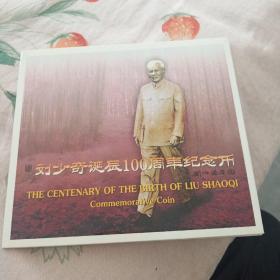 刘少奇诞辰100周年纪念币
THE CENTENARY OF THE BIRTH OF LIU SHAOQI
Commemorative Coin